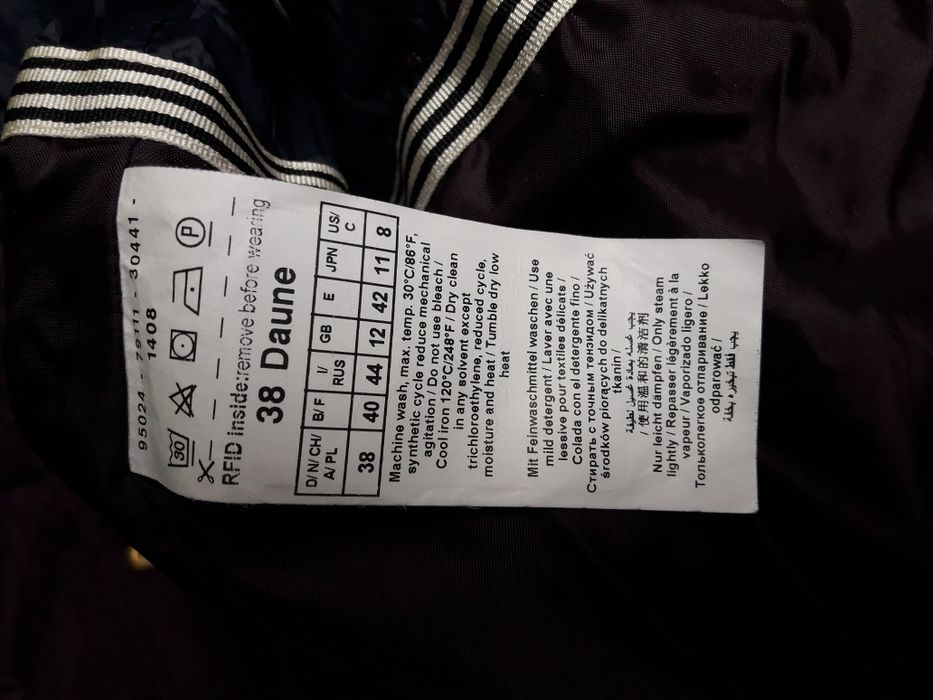 95024 - 79111 - 30441 -
1408
30 P
RFID inside:remove before wearing
38 Daune
D/ N/ CH/ A/ PL B/ F I/ RUS GB E JPN US/ C
38 40 44 12 42 11 8
Machine wash, max. temp. 30°C/86°F,
synthetic cycle reduce mechanical
agitation / Do not use bleach /
Cool iron 120°C/248°F / Dry clean
in any solvent except
trichloroethylene, reduced cycle,
moisture and heat / Tumble dry low
heat
Mit Feinwaschmittel waschen / Use
mild detergent / Laver avec une
lessive pour textiles délicats /
Colada con el detergente fino /
Стирать с точным тензидом / Używać
środków piorących do delikatnych
tkanin /
/ 使用温和的清洁剂
Nur leicht dämpfen / Only steam
lightly / Repasser légèrement à la
vapeur / Vaporizado ligero /
Только легкое отпаривание / Lekko
odparować /